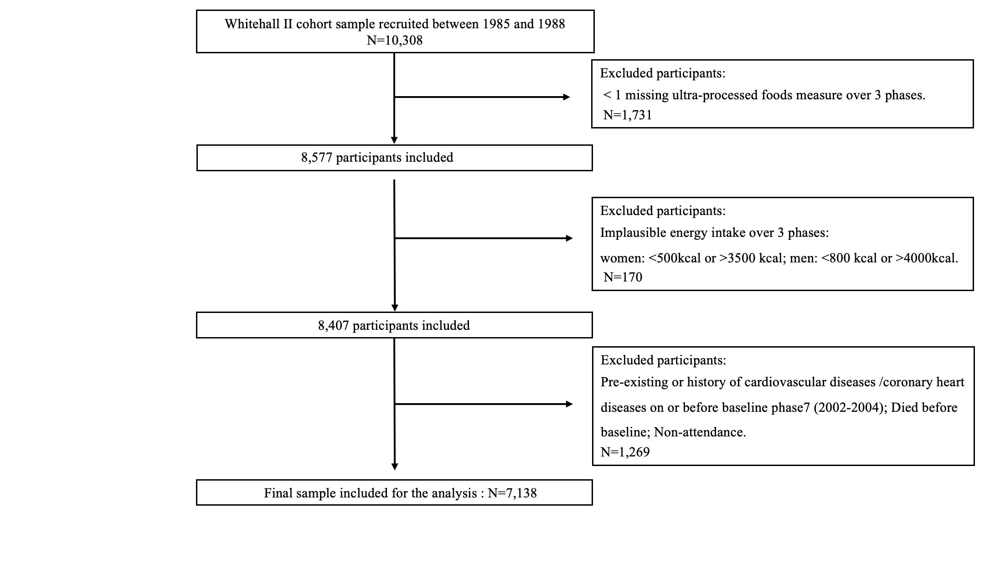 Whitehall II cohort sample recruited between 1985 and 1988
N=10,308
Excluded participants:
< 1 missing ultra-processed foods measure over 3 phases.
N=1,731
8,577 participants included
Excluded participants:
Implausible energy intake over 3 phases:
women: <500kcal or >3500 kcal; men: <800 kcal or >4000kcal.
N=170
8,407 participants included
Excluded participants:
Pre-existing or history of cardiovascular diseases /coronary heart
diseases on or before baseline phase7 (2002-2004); Died before
baseline; Non-attendance.
N=1,269
Final sample included for the analysis : N=7,138